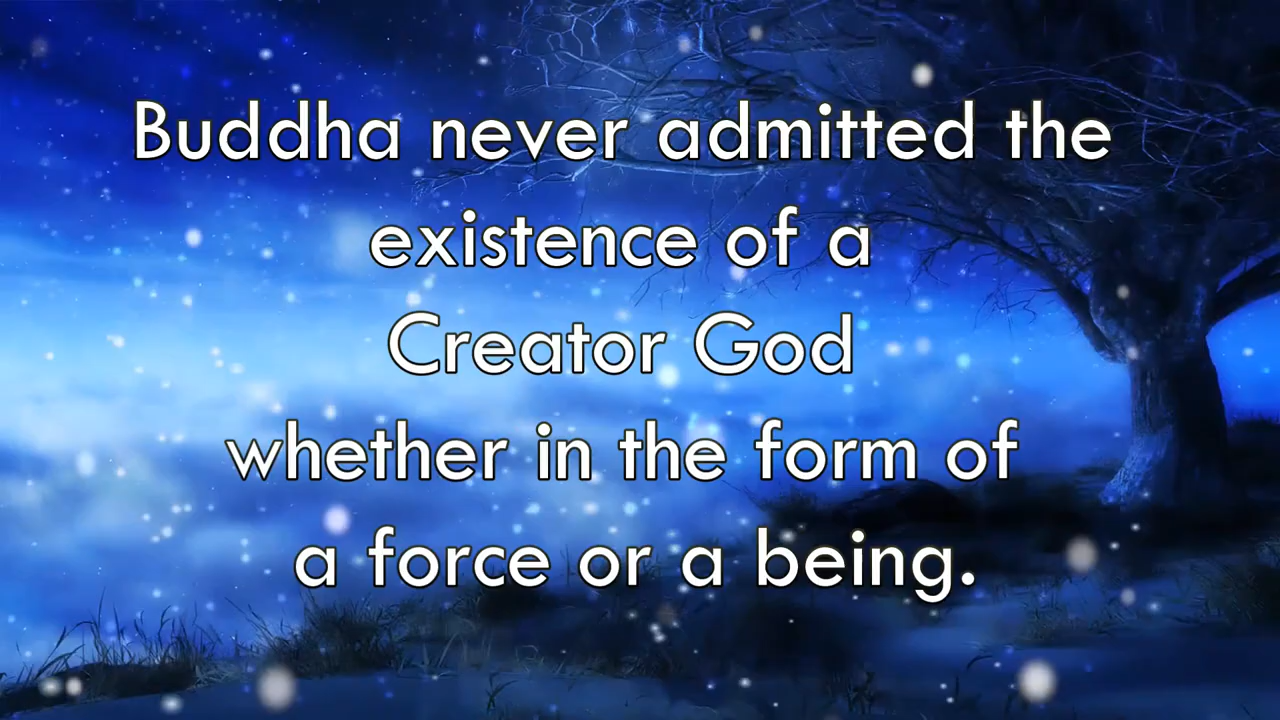 Buddha never admitted the
existence of a
Creator God
whether in the form of
a force or a being.